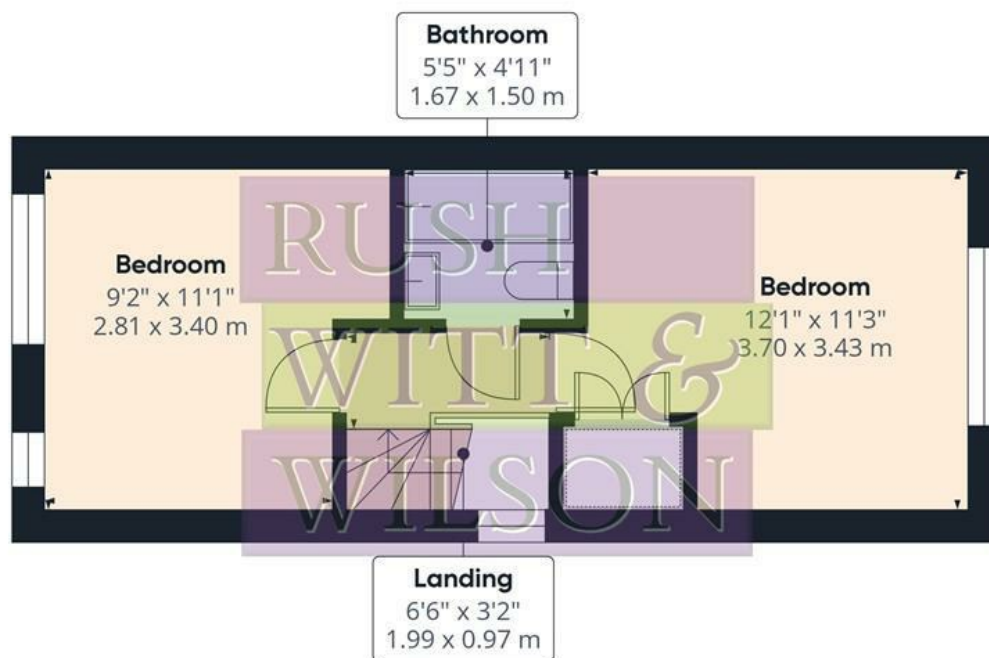 Bathroom
5'5" x 4'11"
1.67 x 1.50 m
RUSH
WITT &
WILSON
Bedroom
9'2" x 11'1"
2.81 x 3.40 m
Bedroom
12'1" x 11'3"
3.70 x 3.43 m
Landing
6'6" x 3'2"
1.99 x 0.97 m